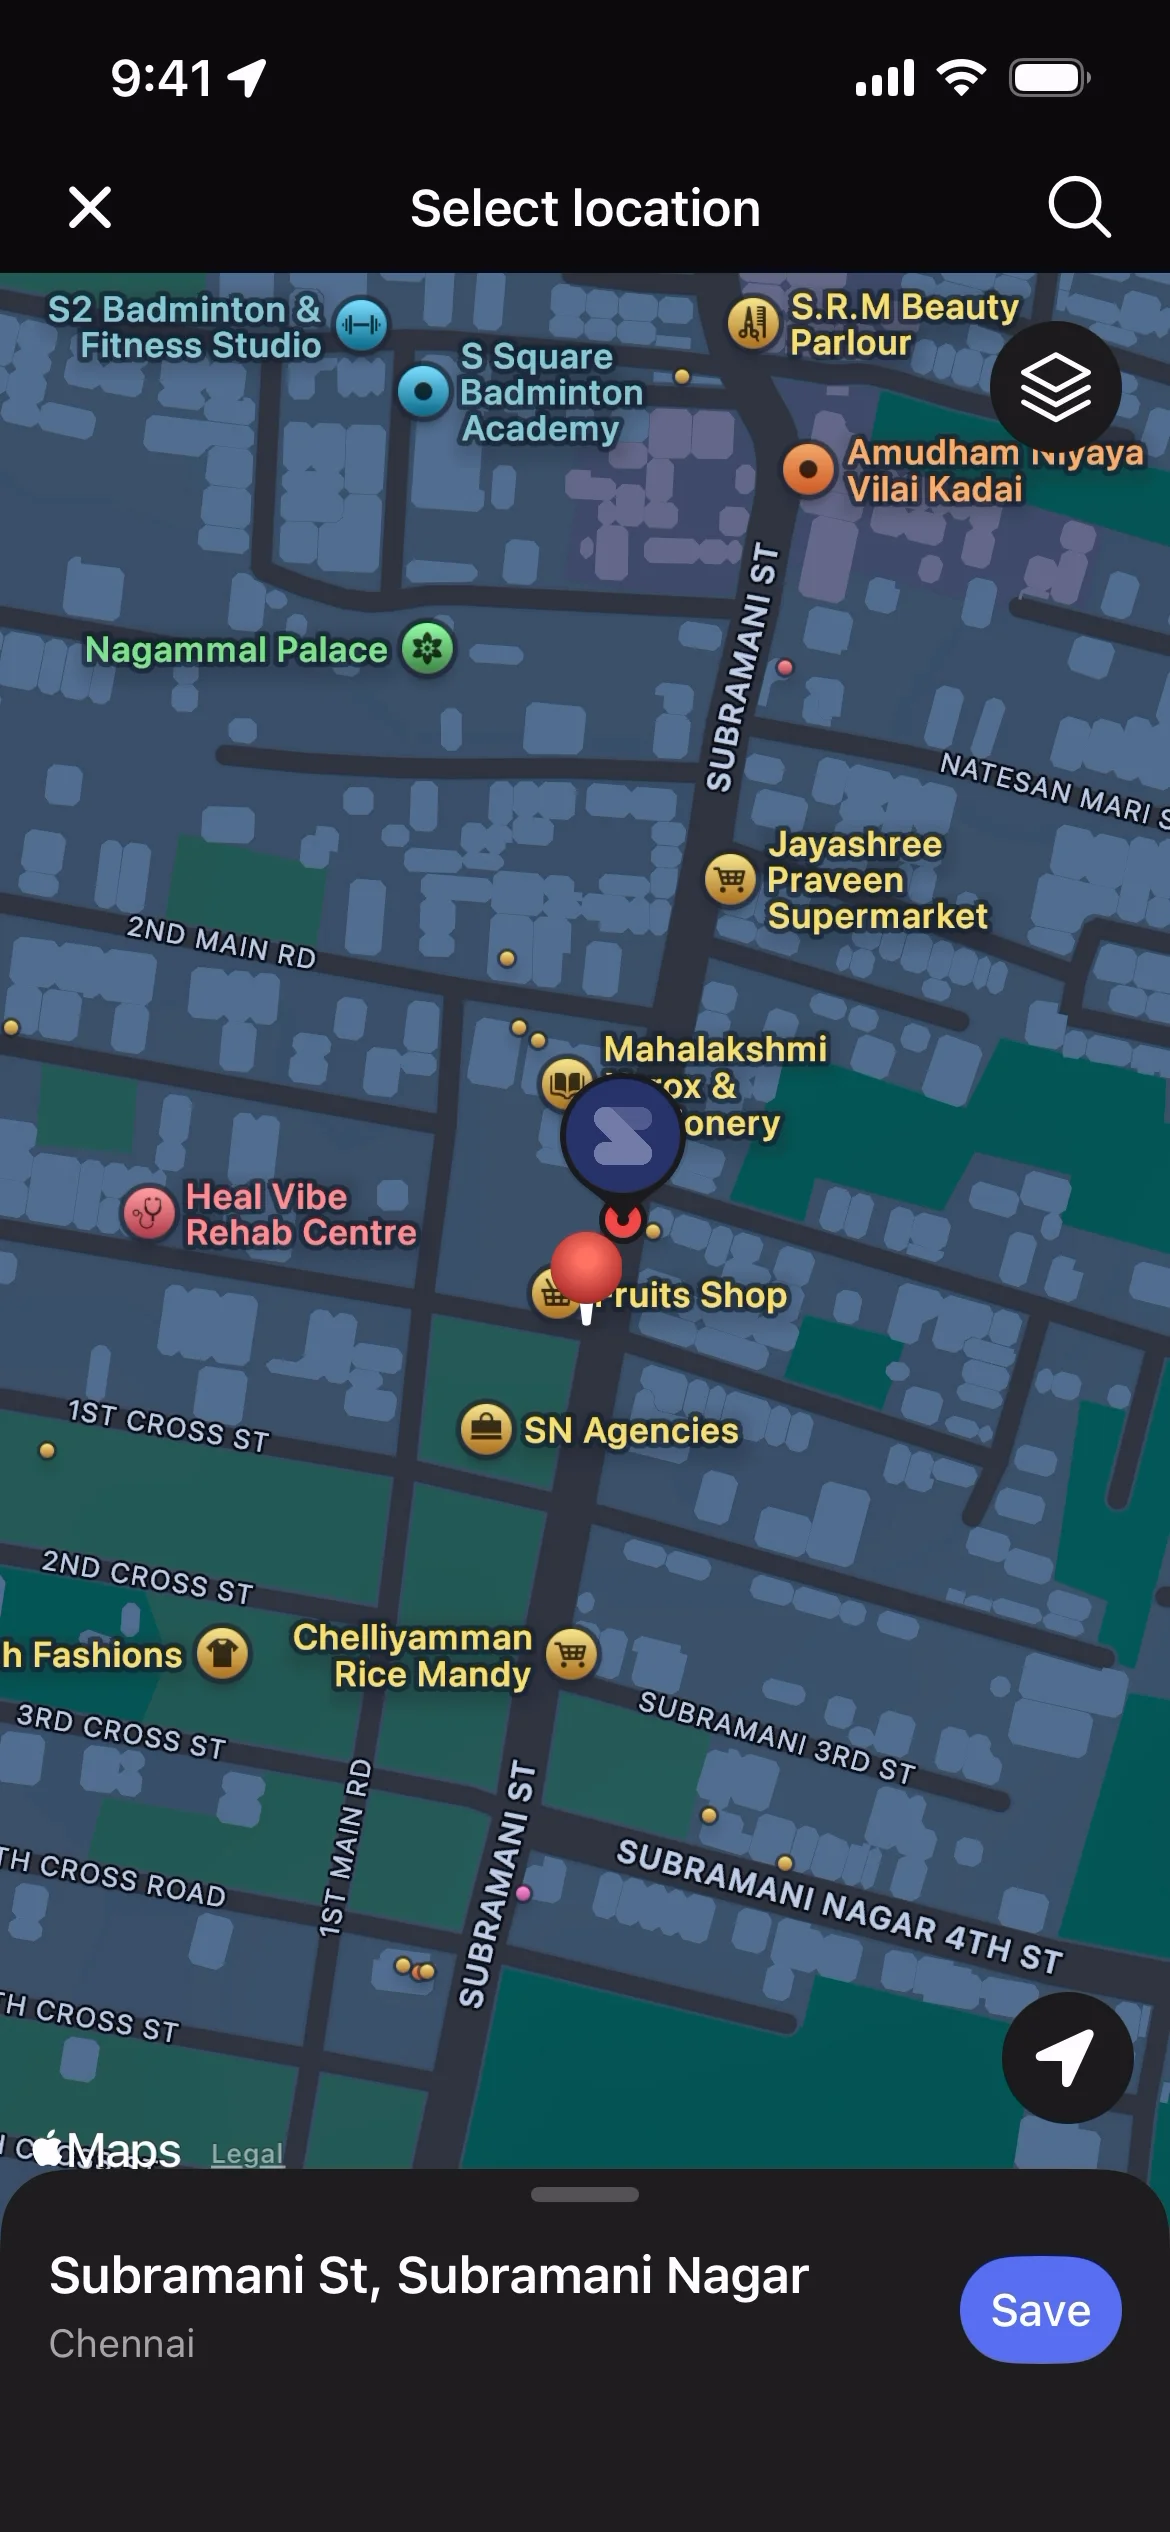 9:41
Select location
S2 Badminton &
Fitness Studio
S.R.M Beauty
Parlour
S Square
Badminton
Academy
Amudham Niyaya
Vilai Kadai
SUBRAMANI ST
Nagammal Palace
NATESAN MARI S
Jayashree
Praveen
Supermarket
2ND MAIN RD
Mahalakshmi
&
Heal Vibe
Rehab Centre
Fruits Shop
1ST CROSS ST
SN Agencies
2ND CROSS ST
h Fashions
Chelliyamman
Rice Mandy
3RD CROSS ST
SUBRAMANI 3RD ST
1ST MAIN RD
SUBRAMANI ST
SUBRAMANI NAGAR 4TH ST
TH CROSS ROAD
TH CROSS ST
Maps
Legal
Subramani St, Subramani Nagar
Chennai
Save